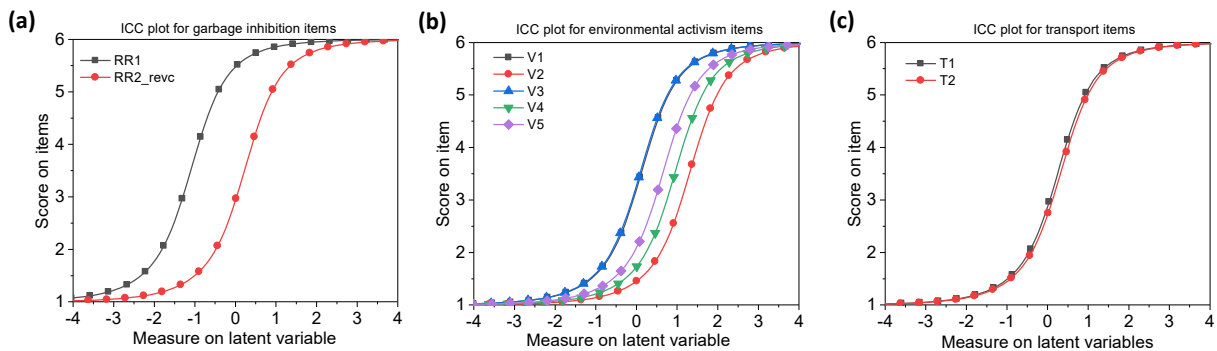 (a)
ICC plot for garbage inhibition items
RR1
RR2_revc
Score on items
6
5
4
3
2
1
-4 -3 -2 -1 0 1 2 3 4
Measure on latent variable
(b)
ICC plot for environmental activism items
V1
V2
V3
V4
V5
Score on item
6
5
4
3
2
1
-4 -3 -2 -1 0 1 2 3 4
Measure on latent variable
(c)
ICC plot for transport items
T1
T2
Score on item
6
5
4
3
2
1
-4 -3 -2 -1 0 1 2 3 4
Measure on latent variables